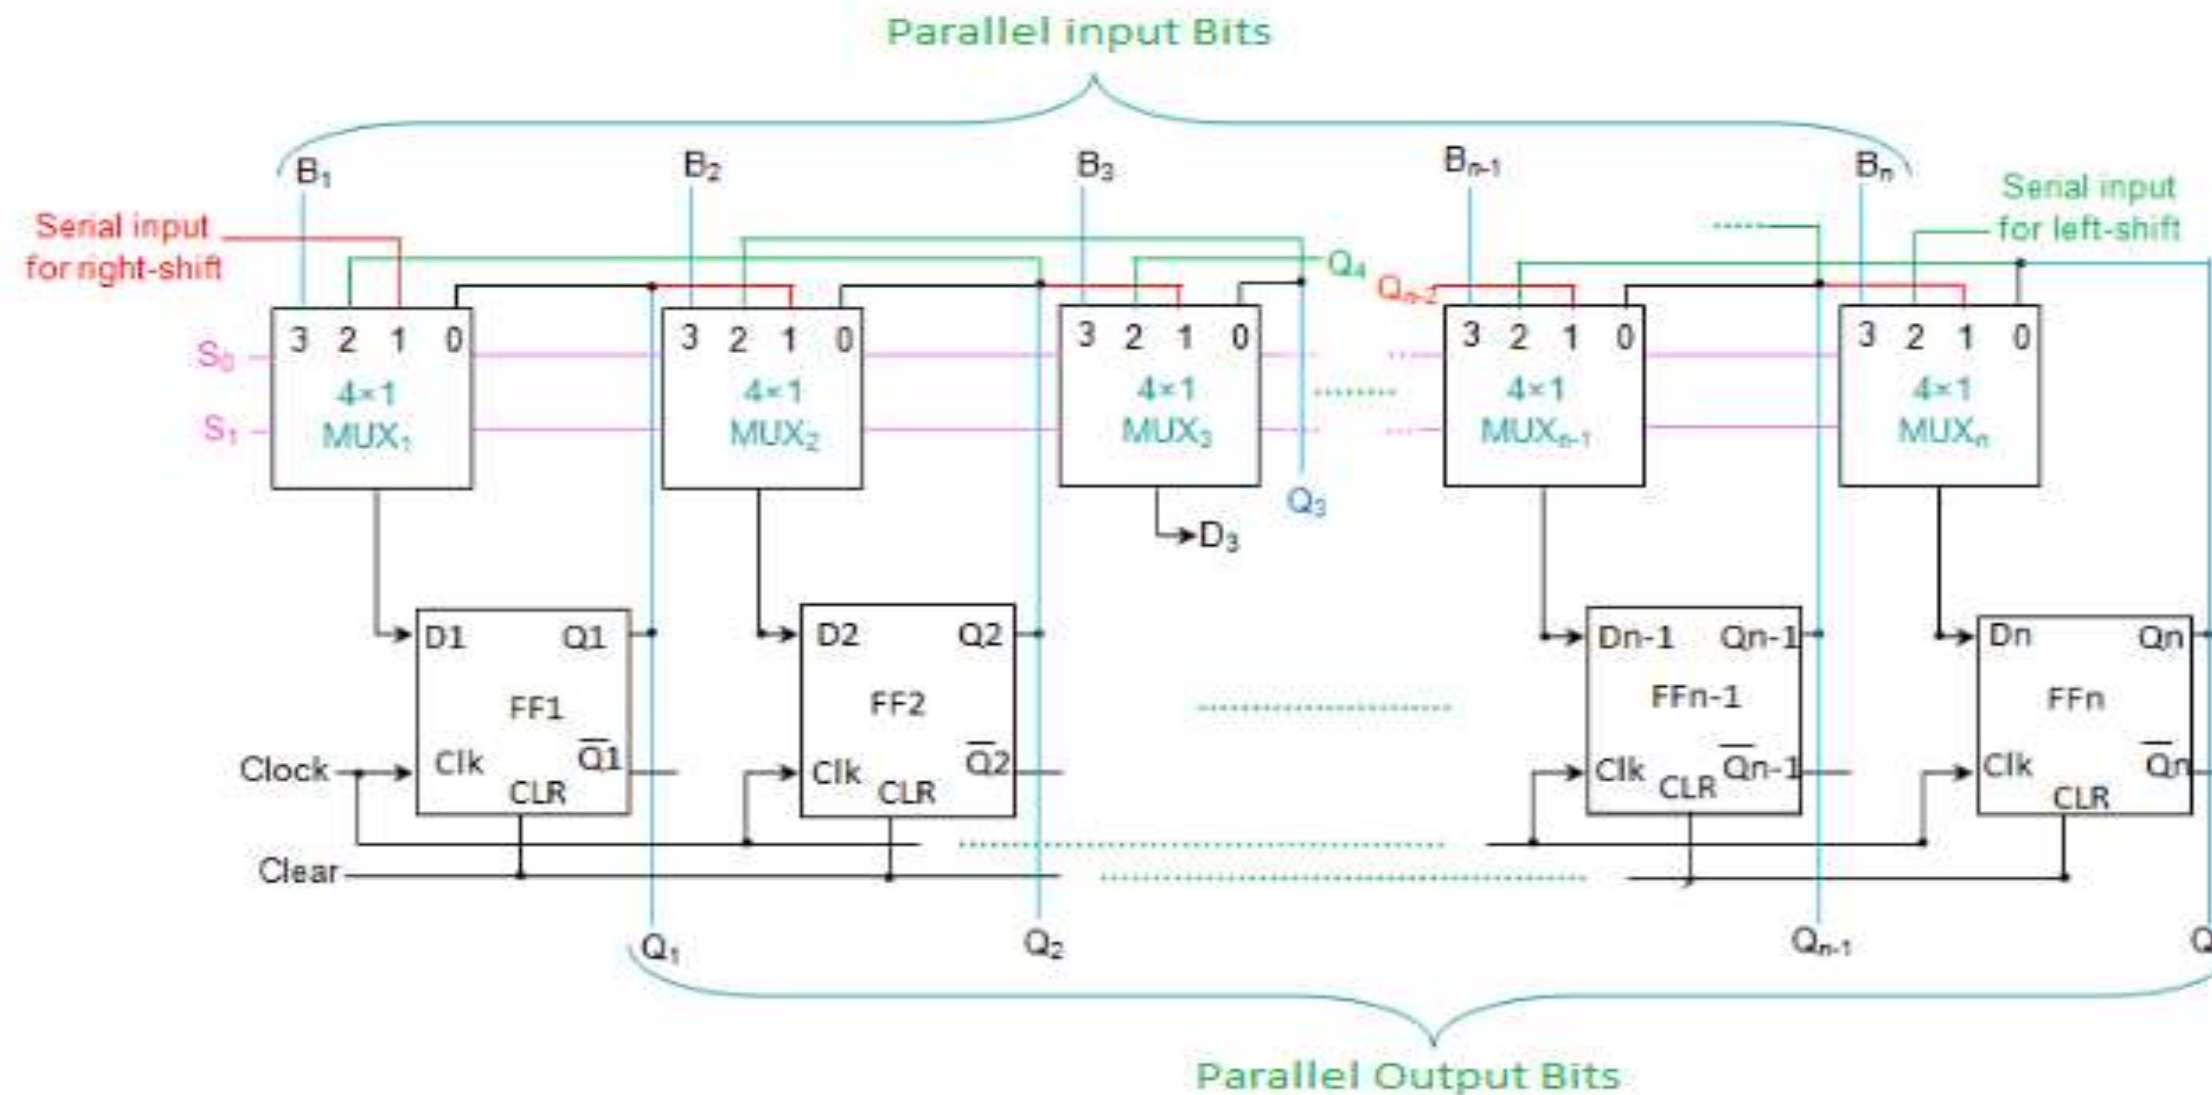 Parallel input Bits
B₁ B₂ B₃ Bₙ₋₁ Bₙ
Serial input
for right-shift
Serial input
for left-shift
Q₄ Qₙ₋₂
3 2 1 0 3 2 1 0 3 2 1 0 3 2 1 0 3 2 1 0
S₀
4×1 4×1 4×1 4×1 4×1
S₁ MUX₁ MUX₂ MUX₃ MUXₙ₋₁ MUXₙ
Q₃
D₃
D1 Q1 D2 Q2 Dn-1 Qn-1 Dn Qn
FF1 FF2 FFn-1 FFn
Clock Clk Q̅1 Clk Q̅2 Clk Q̅n-1 Clk Q̅n
CLR CLR CLR CLR
Clear
Q₁ Q₂ Qₙ₋₁ Q
Parallel Output Bits